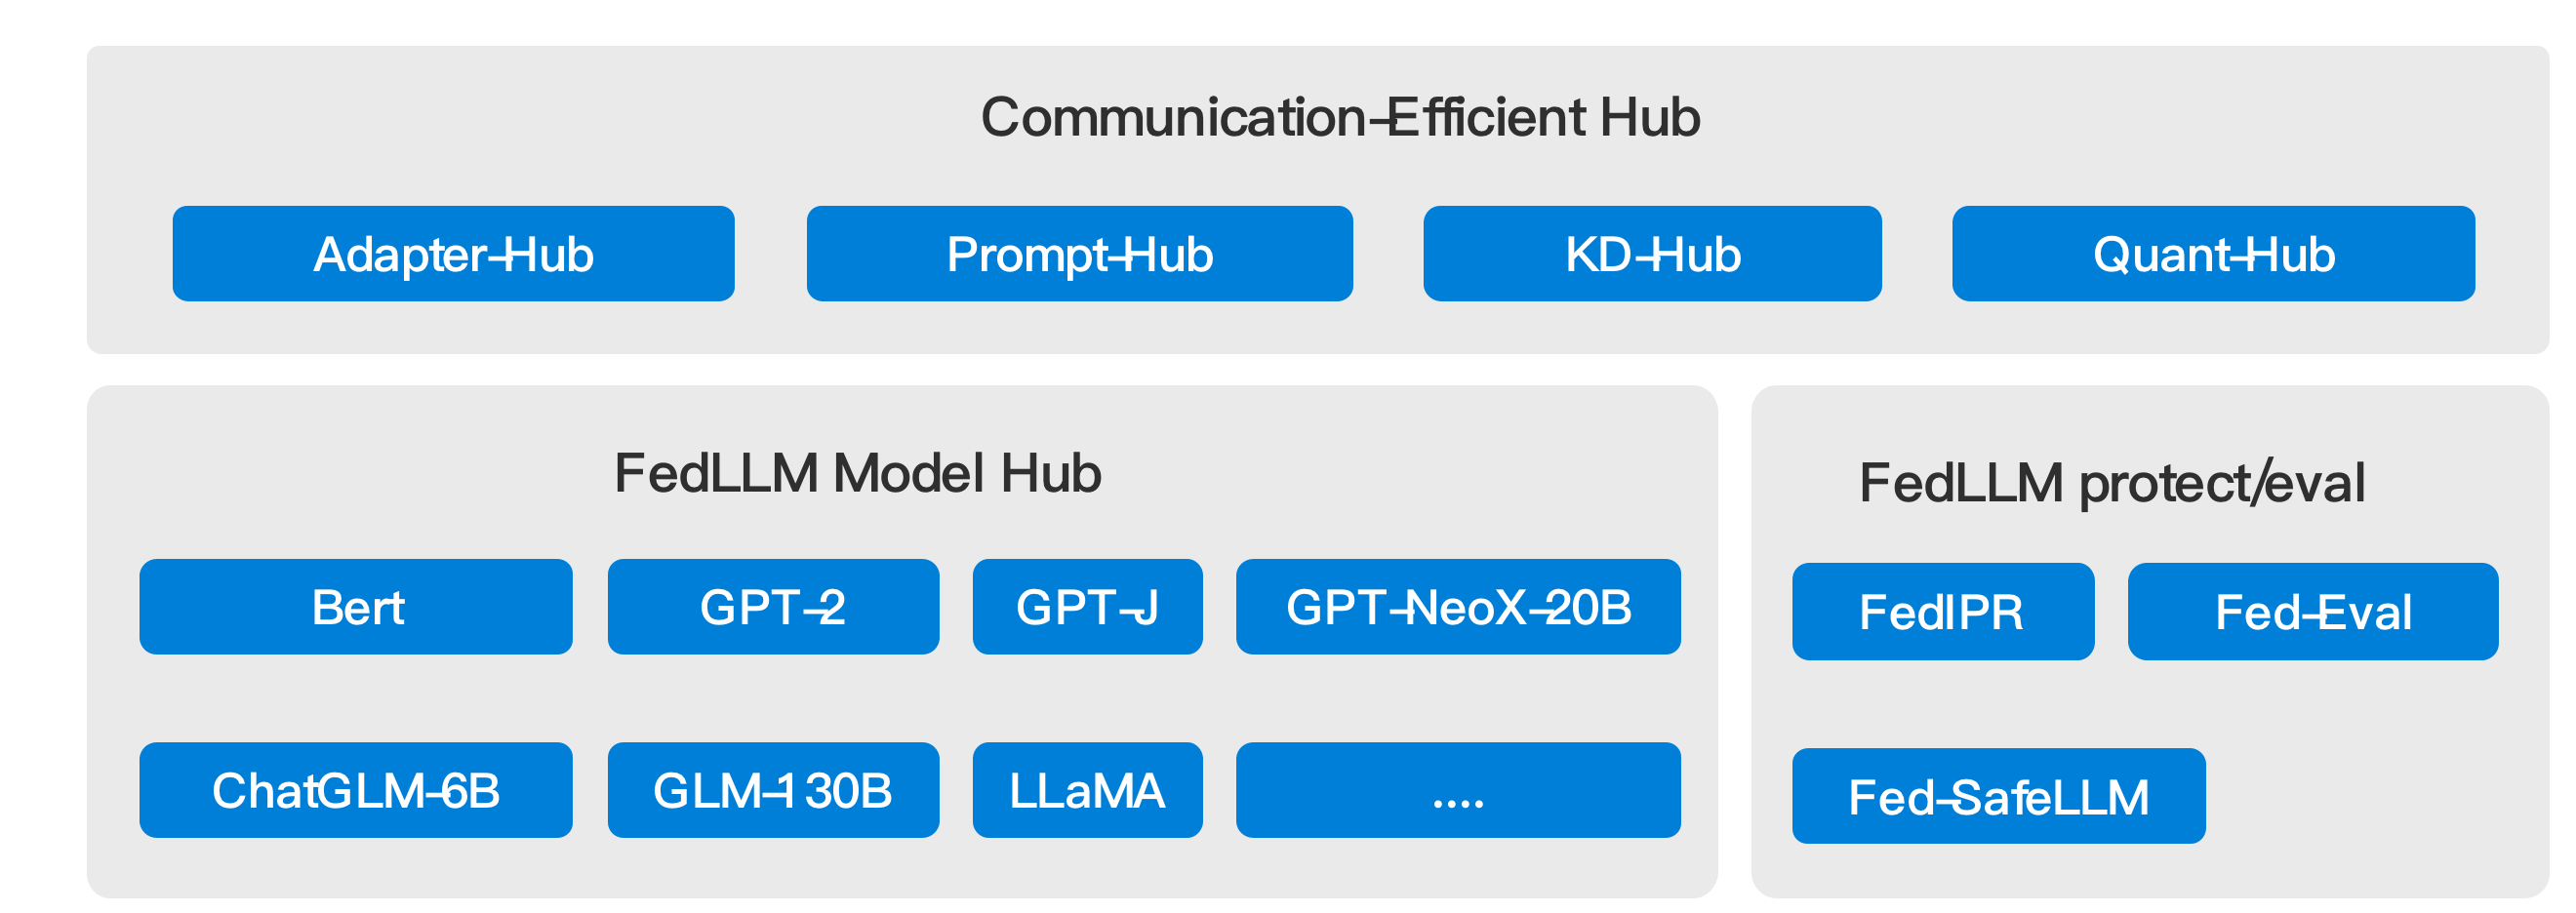 Communication-Efficient Hub
Adapter-Hub
Prompt-Hub
KD-Hub
Quant-Hub
FedLLM Model Hub
Bert
GPT-2
GPT-J
GPT-NeoX-20B
ChatGLM-6B
GLM-130B
LLaMA
....
FedLLM protect/eval
FedIPR
Fed-Eval
Fed-SafeLLM